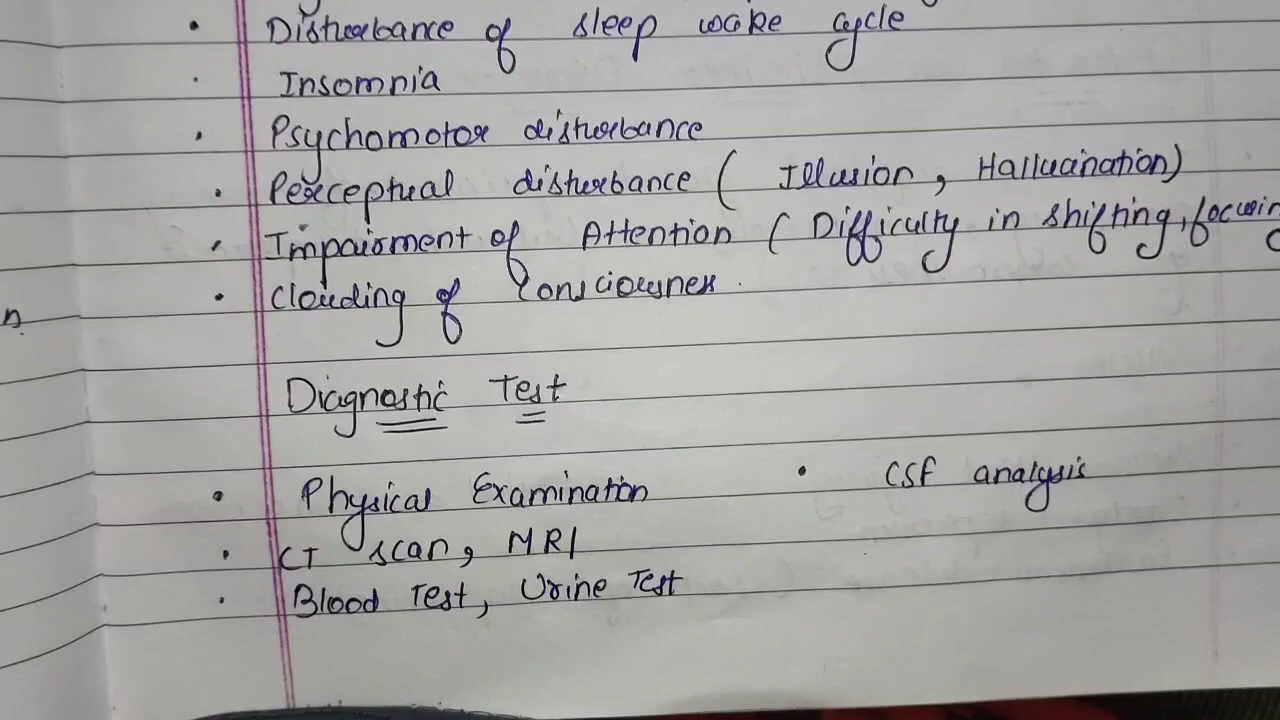 • Disturbance of sleep wake cycle
• Insomnia
• Psychomotor disturbance
• Perceptual disturbance ( Illusion, Hallucination)
• Impairment of Attention ( Difficulty in shifting, focusing
• Clouding of Consciousness.
n
Diagnostic Test
• Physical Examination • CSF analysis
• CT scan, MRI
• Blood Test, Urine Test